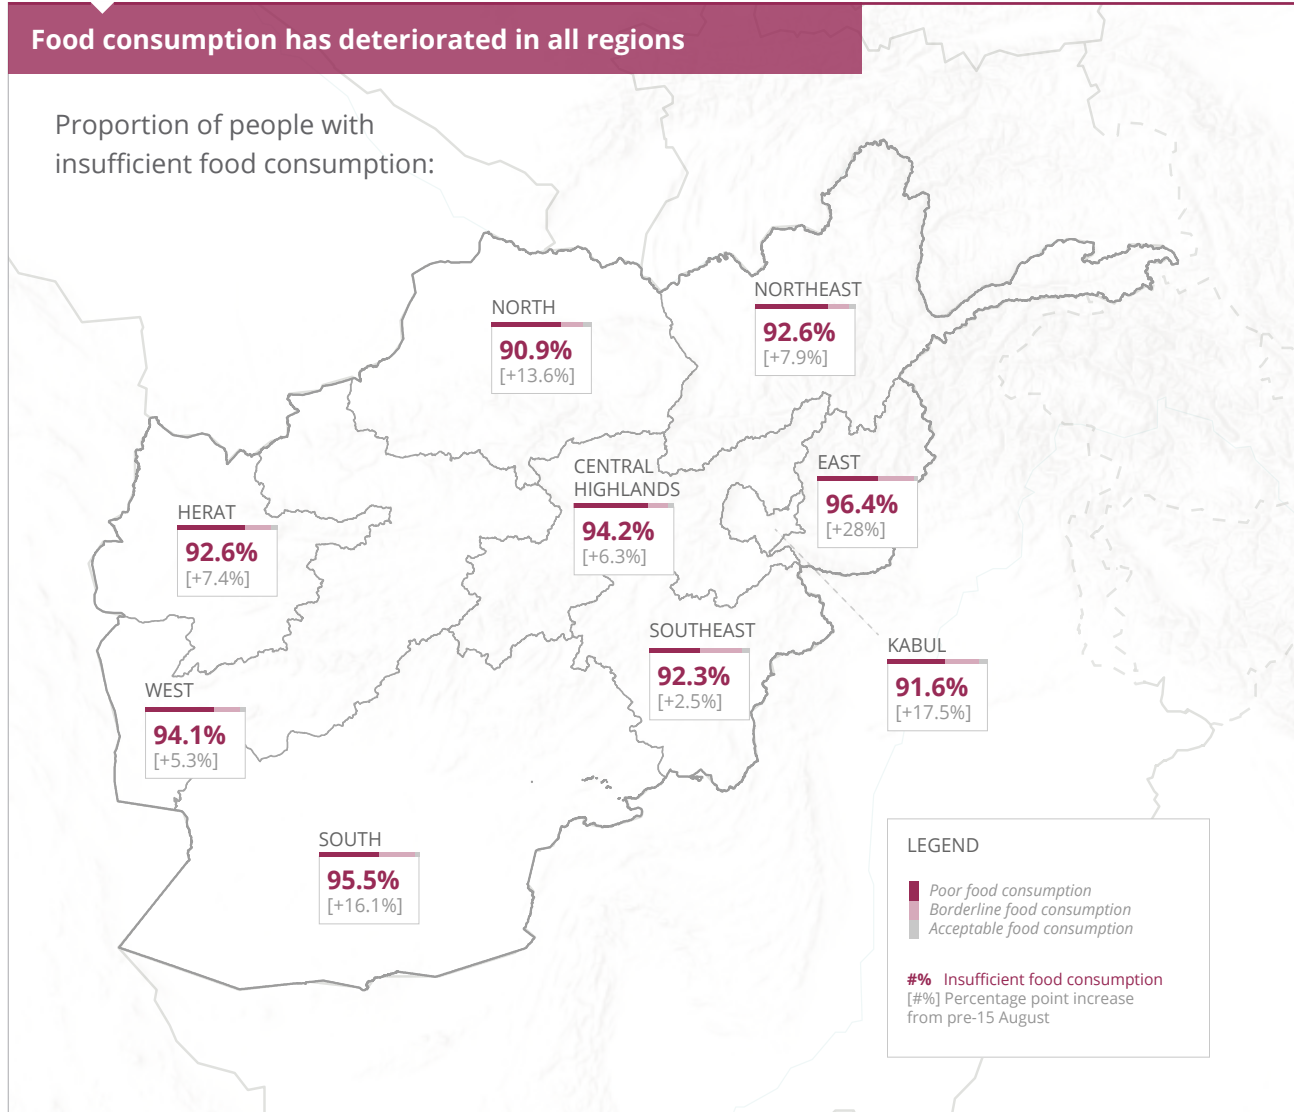 Food consumption has deteriorated in all regions
Proportion of people with
insufficient food consumption:
NORTHEAST
92.6%
[+7.9%]
NORTH
90.9%
[+13.6%]
CENTRAL
HIGHLANDS
94.2%
[+6.3%]
EAST
96.4%
[+28%]
HERAT
92.6%
[+7.4%]
SOUTHEAST
92.3%
[+2.5%]
KABUL
91.6%
[+17.5%]
WEST
94.1%
[+5.3%]
SOUTH
95.5%
[+16.1%]
LEGEND
Poor food consumption
Borderline food consumption
Acceptable food consumption
#% Insufficient food consumption
[#%] Percentage point increase
from pre-15 August